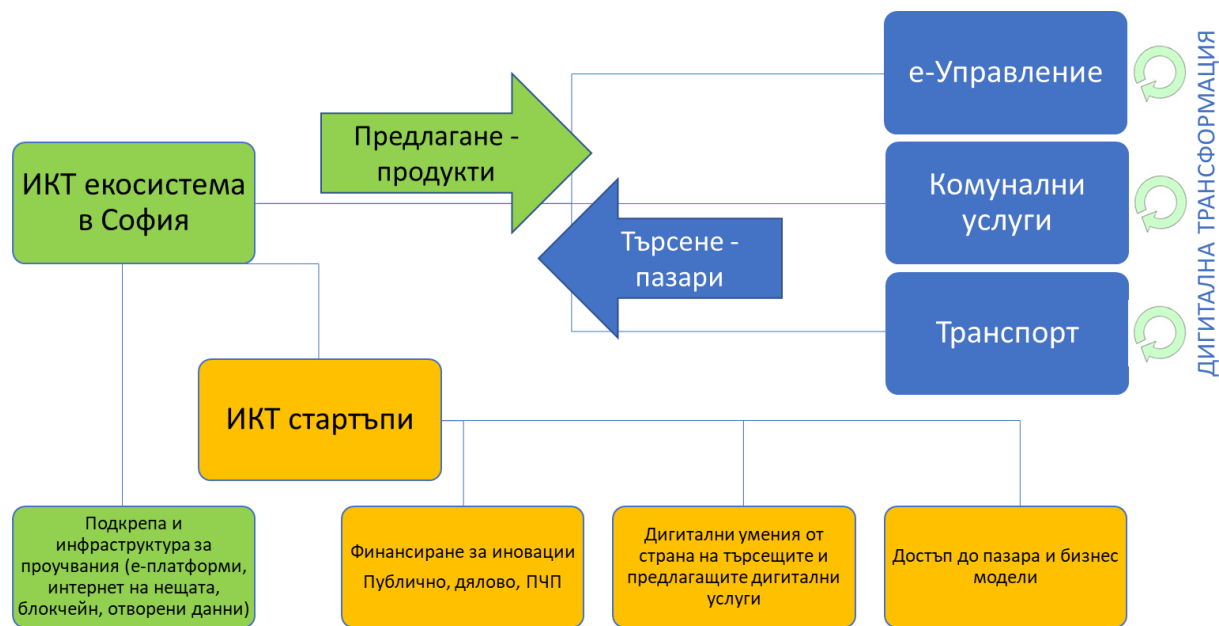 е-Управление
ДИГИТАЛНА ТРАНСФОРМАЦИЯ
Предлагане -
продукти
ИКТ екосистема
в София
Комунални
услуги
Търсене -
пазари
Транспорт
ИКТ стартъпи
Подкрепа и
инфраструктура за
проучвания (е-платформи,
интернет на нещата,
блокчейн, отворени данни)
Финансиране за иновации
Публично, дялово, ПЧП
Дигитални умения от
страна на търсещите и
предлагащите дигитални
услуги
Достъп до пазара и бизнес
модели